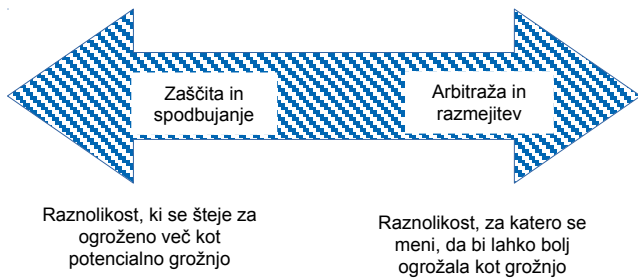 Zaščita in
spodbujanje
Arbitraža in
razmejitev
Raznolikost, ki se šteje za
ogroženo več kot
potencialno grožnjo
Raznolikost, za katero se
meni, da bi lahko bolj
ogrožala kot grožnjo